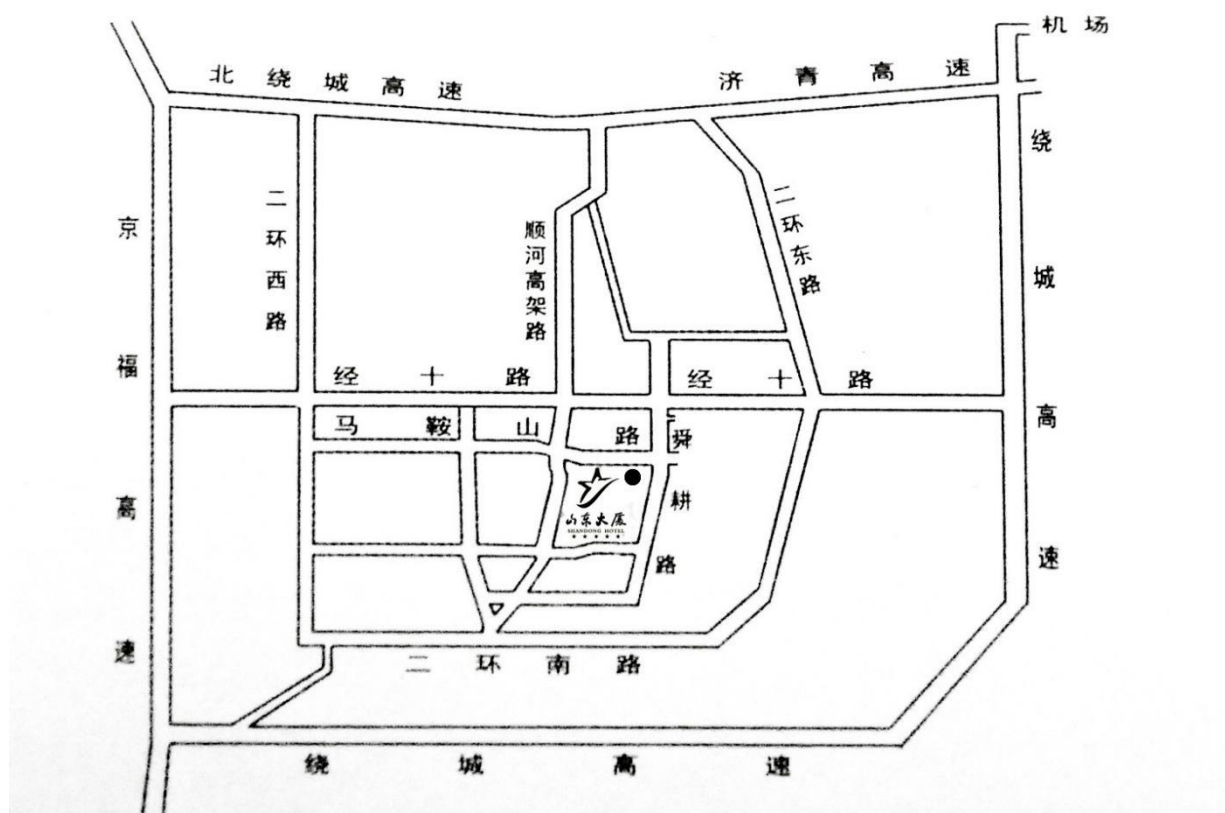 机场
北绕城高速
济青高速
绕城高速
二环西路
二环东路
京福高速
顺河高架路
经十路
经十路
马鞍山路
舜耕路
山东大厦
SHANDONG HOTEL
二环南路
绕城高速